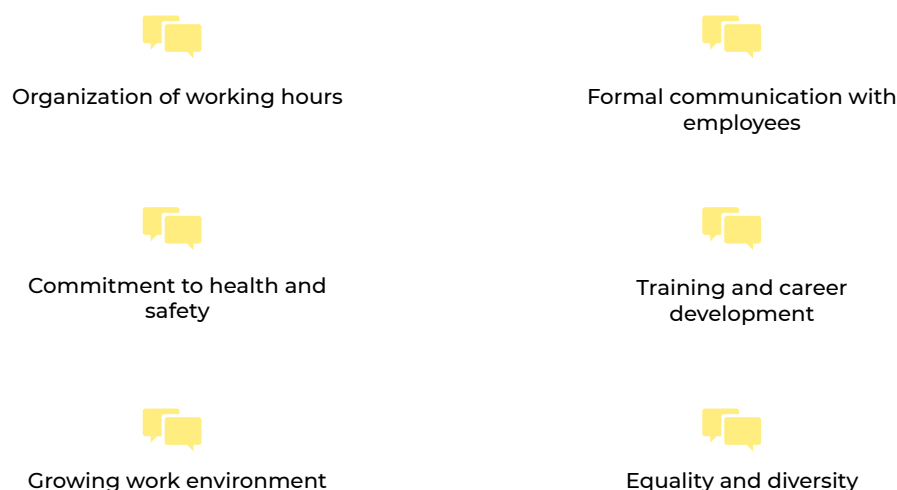 Organization of working hours
Formal communication with
employees
Commitment to health and
safety
Training and career
development
Growing work environment
Equality and diversity